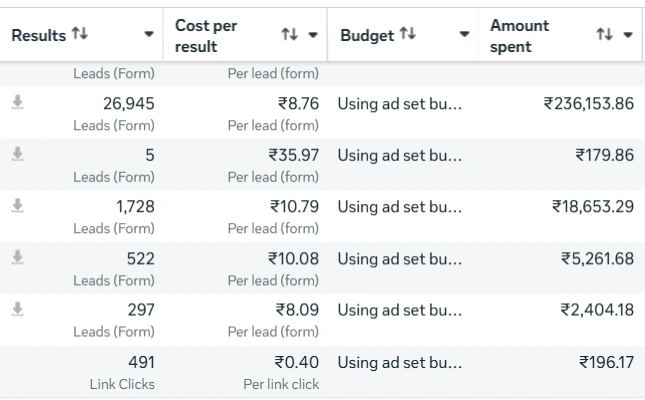 Results Cost per result Budget Amount spent
Leads (Form) Per lead (form)
26,945 ₹8.76 Using ad set bu... ₹236,153.86
Leads (Form) Per lead (form)
5 ₹35.97 Using ad set bu... ₹179.86
Leads (Form) Per lead (form)
1,728 ₹10.79 Using ad set bu... ₹18,653.29
Leads (Form) Per lead (form)
522 ₹10.08 Using ad set bu... ₹5,261.68
Leads (Form) Per lead (form)
297 ₹8.09 Using ad set bu... ₹2,404.18
Leads (Form) Per lead (form)
491 ₹0.40 Using ad set bu... ₹196.17
Link Clicks Per link click